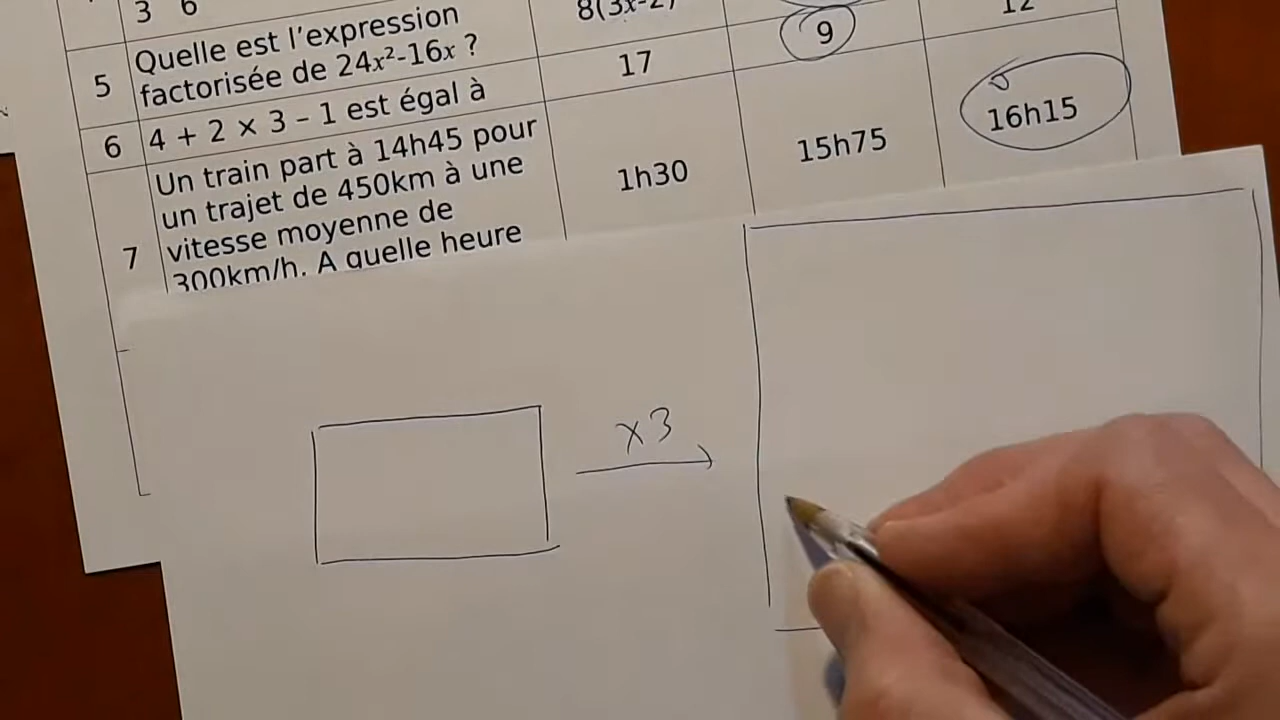 3 6
8(3x-2)
12
5 Quelle est l'expression
factorisée de 24x²-16x ?
17
9
6 4 + 2 × 3 – 1 est égal à
7 Un train part à 14h45 pour
un trajet de 450km à une
vitesse moyenne de
300km/h. A quelle heure
1h30
15h75
16h15
x3